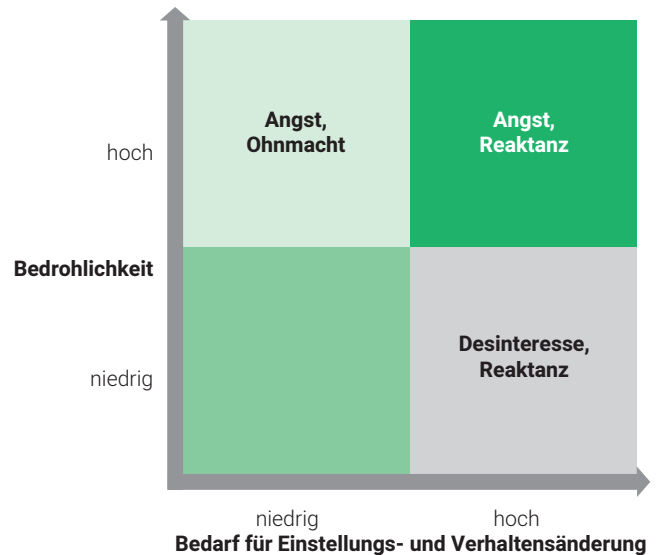 Angst,
Ohnmacht
Angst,
Reaktanz
hoch
Bedrohlichkeit
Desinteresse,
Reaktanz
niedrig
niedrig
hoch
Bedarf für Einstellungs- und Verhaltensänderung